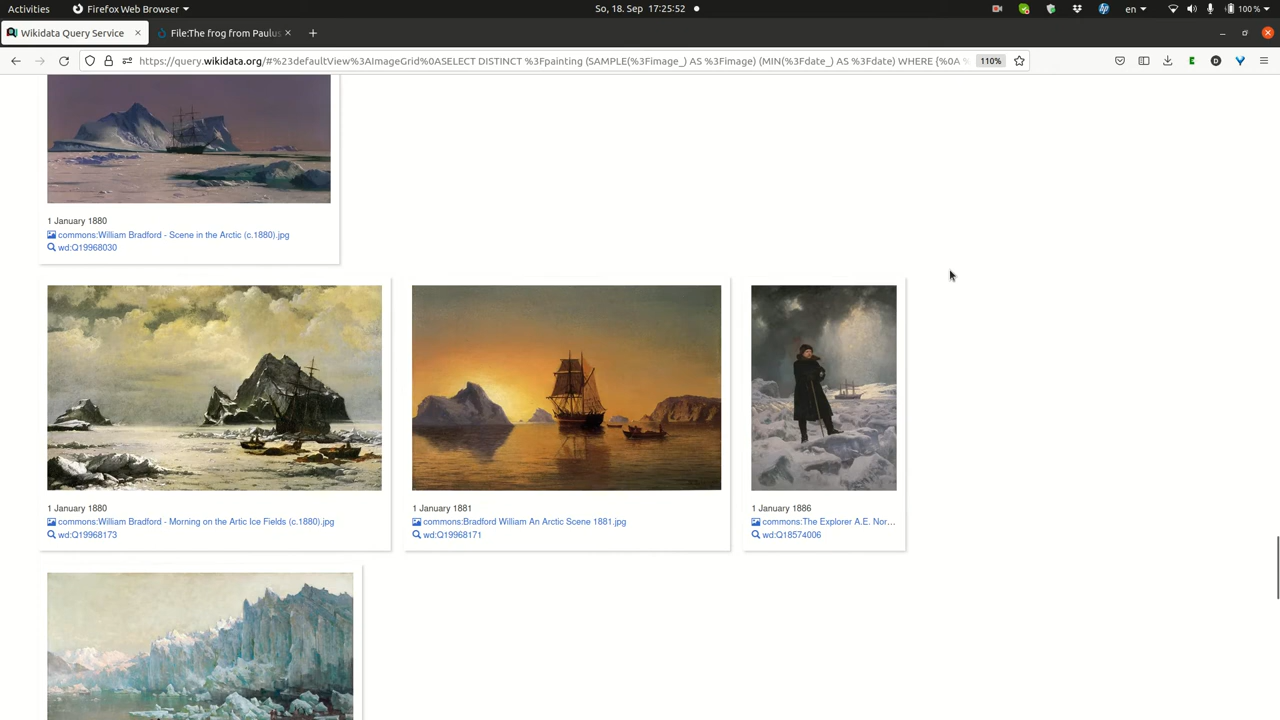 Activities
Firefox Web Browser
So, 18. Sep 17:25:52
en
100 %
Wikidata Query Service
File:The frog from Paulus
https://query.wikidata.org/#%23defaultView%3AImageGrid%0ASELECT DISTINCT %3Fpainting (SAMPLE(%3Fimage_) AS %3Fimage) (MIN(%3Fdate_) AS %3Fdate) WHERE {%0A
110%
1 January 1880
commons:William Bradford - Scene in the Arctic (c.1880).jpg
wd:Q19968030
1 January 1880
commons:William Bradford - Morning on the Artic Ice Fields (c.1880).jpg
wd:Q19968173
1 January 1881
commons:Bradford William An Arctic Scene 1881.jpg
wd:Q19968171
1 January 1886
commons:The Explorer A.E. Nor...
wd:Q18574006